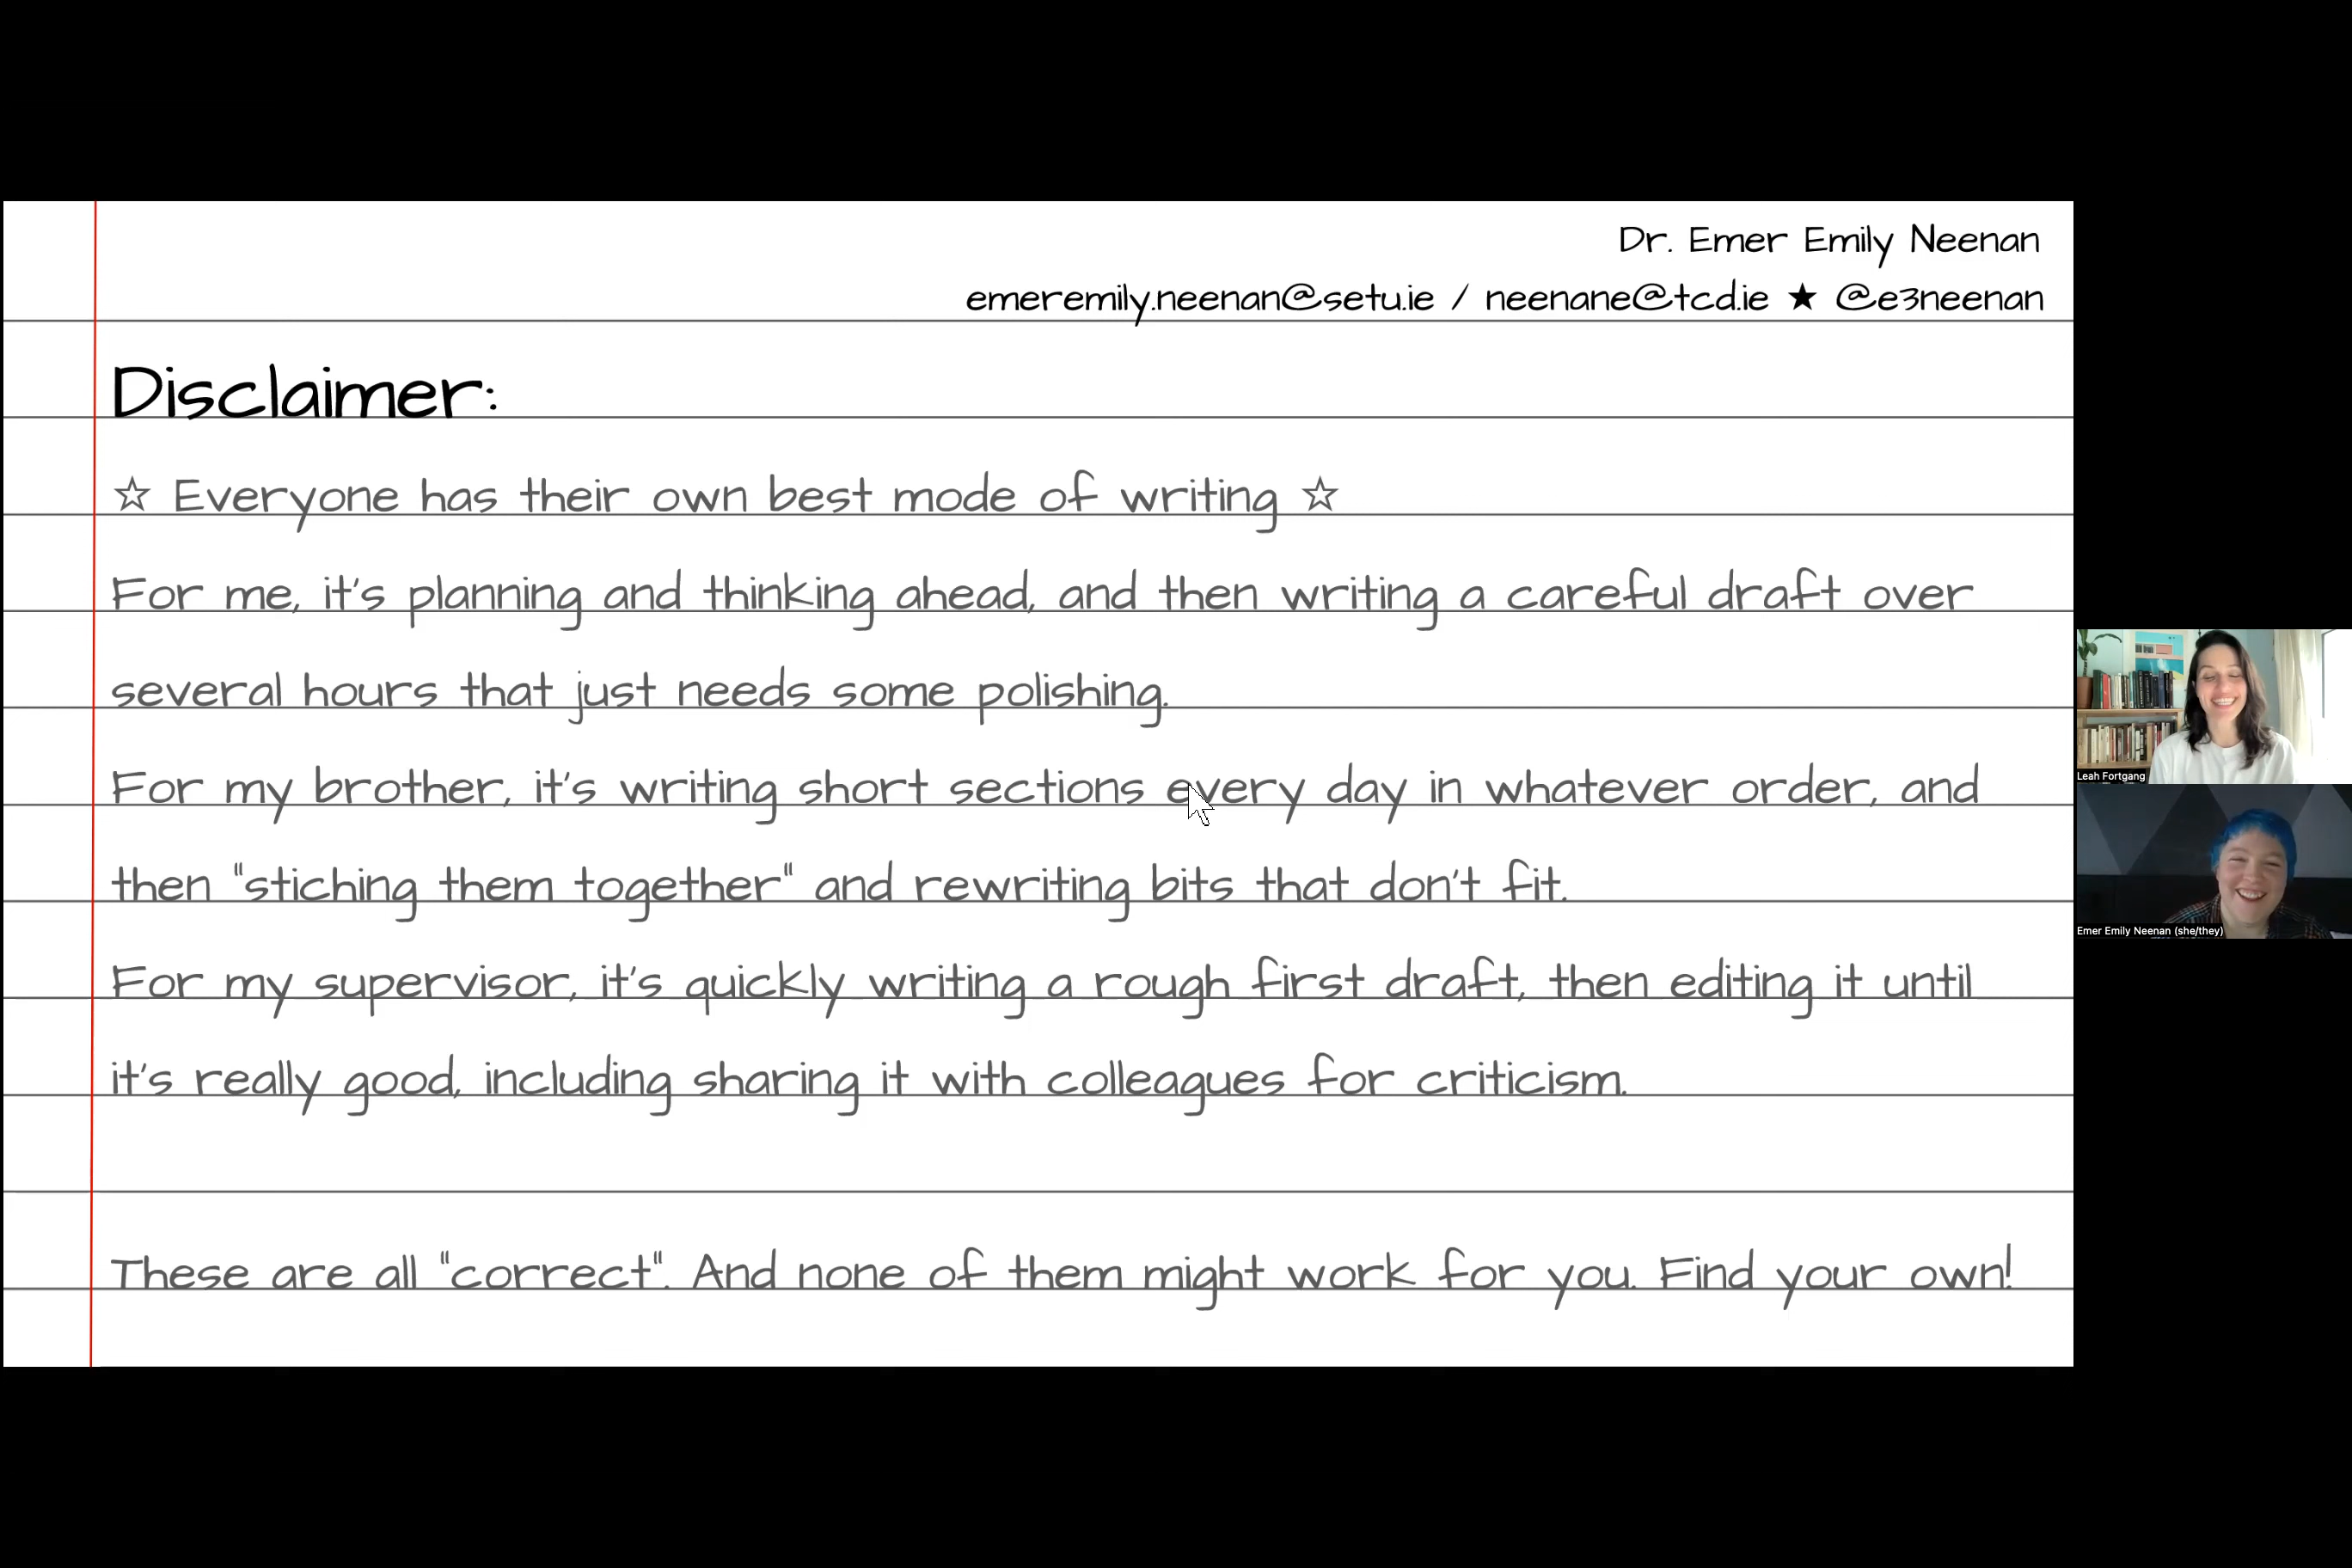 Dr. Emer Emily Neenan
emeremily.neenan@setu.ie / neenane@tcd.ie ★ @e3neenan
Disclaimer:
☆ Everyone has their own best mode of writing ☆
For me, it's planning and thinking ahead, and then writing a careful draft over
several hours that just needs some polishing.
For my brother, it's writing short sections every day in whatever order, and
then "stiching them together" and rewriting bits that don't fit.
For my supervisor, it's quickly writing a rough first draft, then editing it until
it's really good, including sharing it with colleagues for criticism.
These are all "correct". And none of them might work for you. Find your own!
Leah Fortgang
Emer Emily Neenan (she/they)